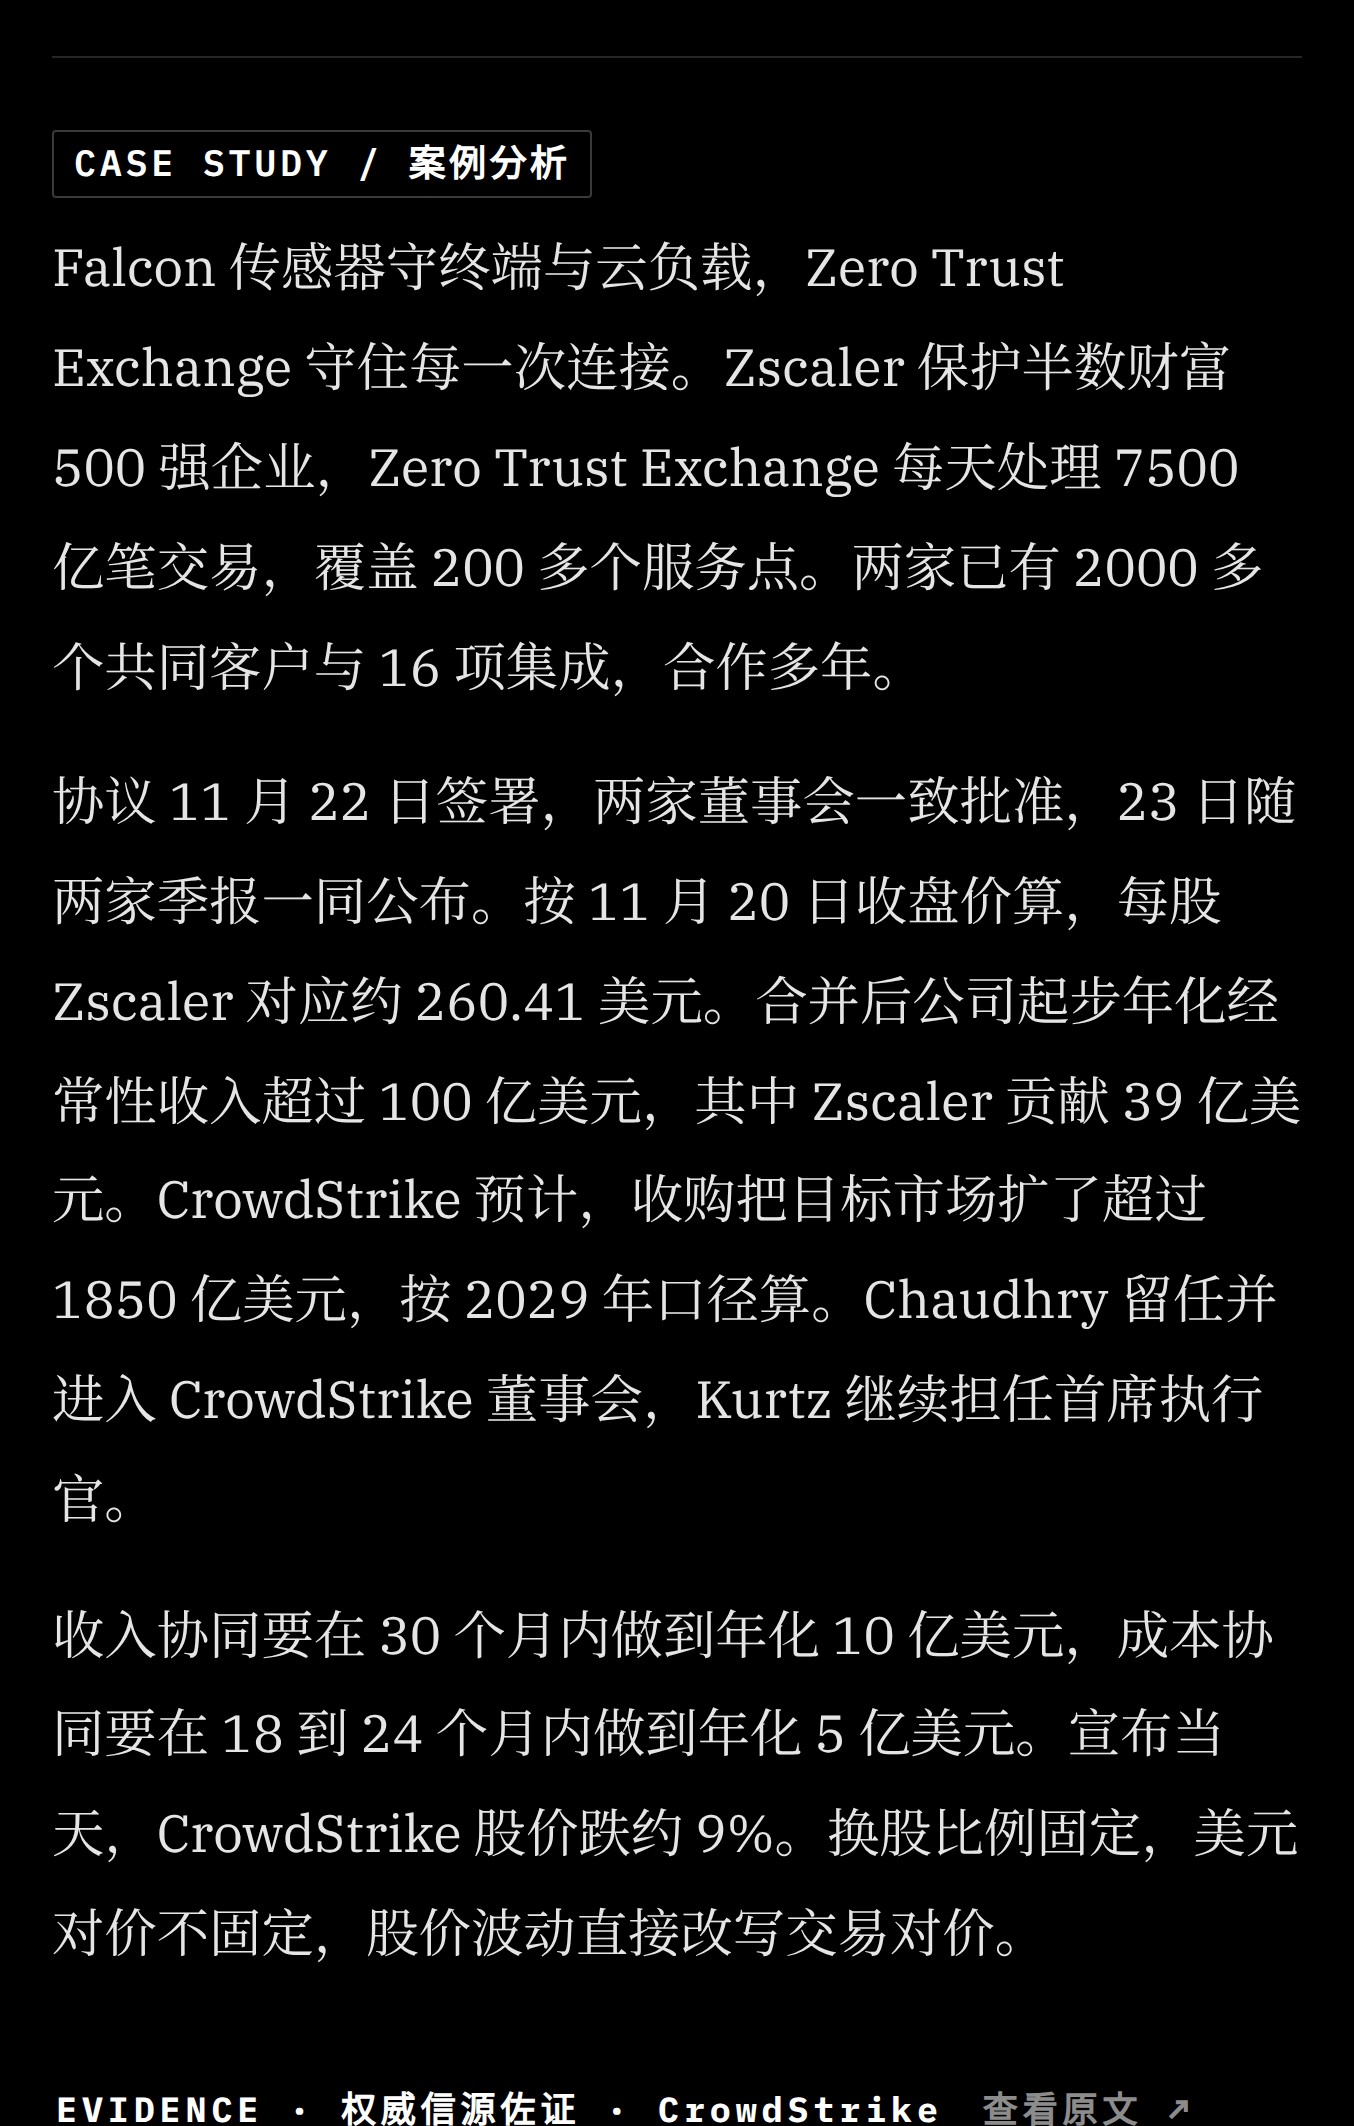 CASE STUDY / 案例分析
Falcon 传感器守终端与云负载，Zero Trust
Exchange 守住每一次连接。Zscaler 保护半数财富
500 强企业，Zero Trust Exchange 每天处理 7500
亿笔交易，覆盖 200 多个服务点。两家已有 2000 多
个共同客户与 16 项集成，合作多年。
协议 11 月 22 日签署，两家董事会一致批准，23 日随
两家季报一同公布。按 11 月 20 日收盘价算，每股
Zscaler 对应约 260.41 美元。合并后公司起步年化经
常性收入超过 100 亿美元，其中 Zscaler 贡献 39 亿美
元。CrowdStrike 预计，收购把目标市场扩了超过
1850 亿美元，按 2029 年口径算。Chaudhry 留任并
进入 CrowdStrike 董事会，Kurtz 继续担任首席执行
官。
收入协同要在 30 个月内做到年化 10 亿美元，成本协
同要在 18 到 24 个月内做到年化 5 亿美元。宣布当
天，CrowdStrike 股价跌约 9%。换股比例固定，美元
对价不固定，股价波动直接改写交易对价。
EVIDENCE · 权威信源佐证 · CrowdStrike 查看原文 ↗